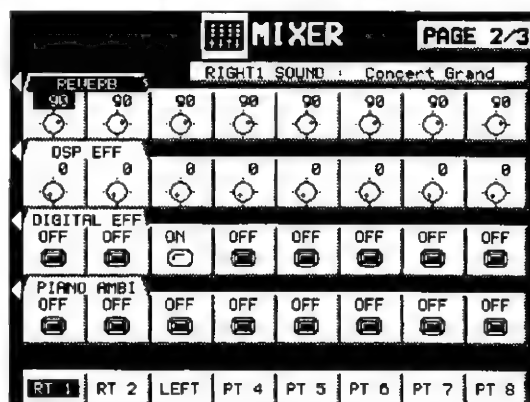 MIXER PAGE 2/3
RIGHT1 SOUND : Concert Grand
REVERB
90 90 90 90 90 90 90 90
DSP EFF
0 0 0 0 0 0 0 0
DIGITAL EFF
OFF OFF ON OFF OFF OFF OFF OFF
PIANO AMBI
OFF OFF OFF OFF OFF OFF OFF OFF
RT 1 RT 2 LEFT PT 4 PT 5 PT 6 PT 7 PT 8